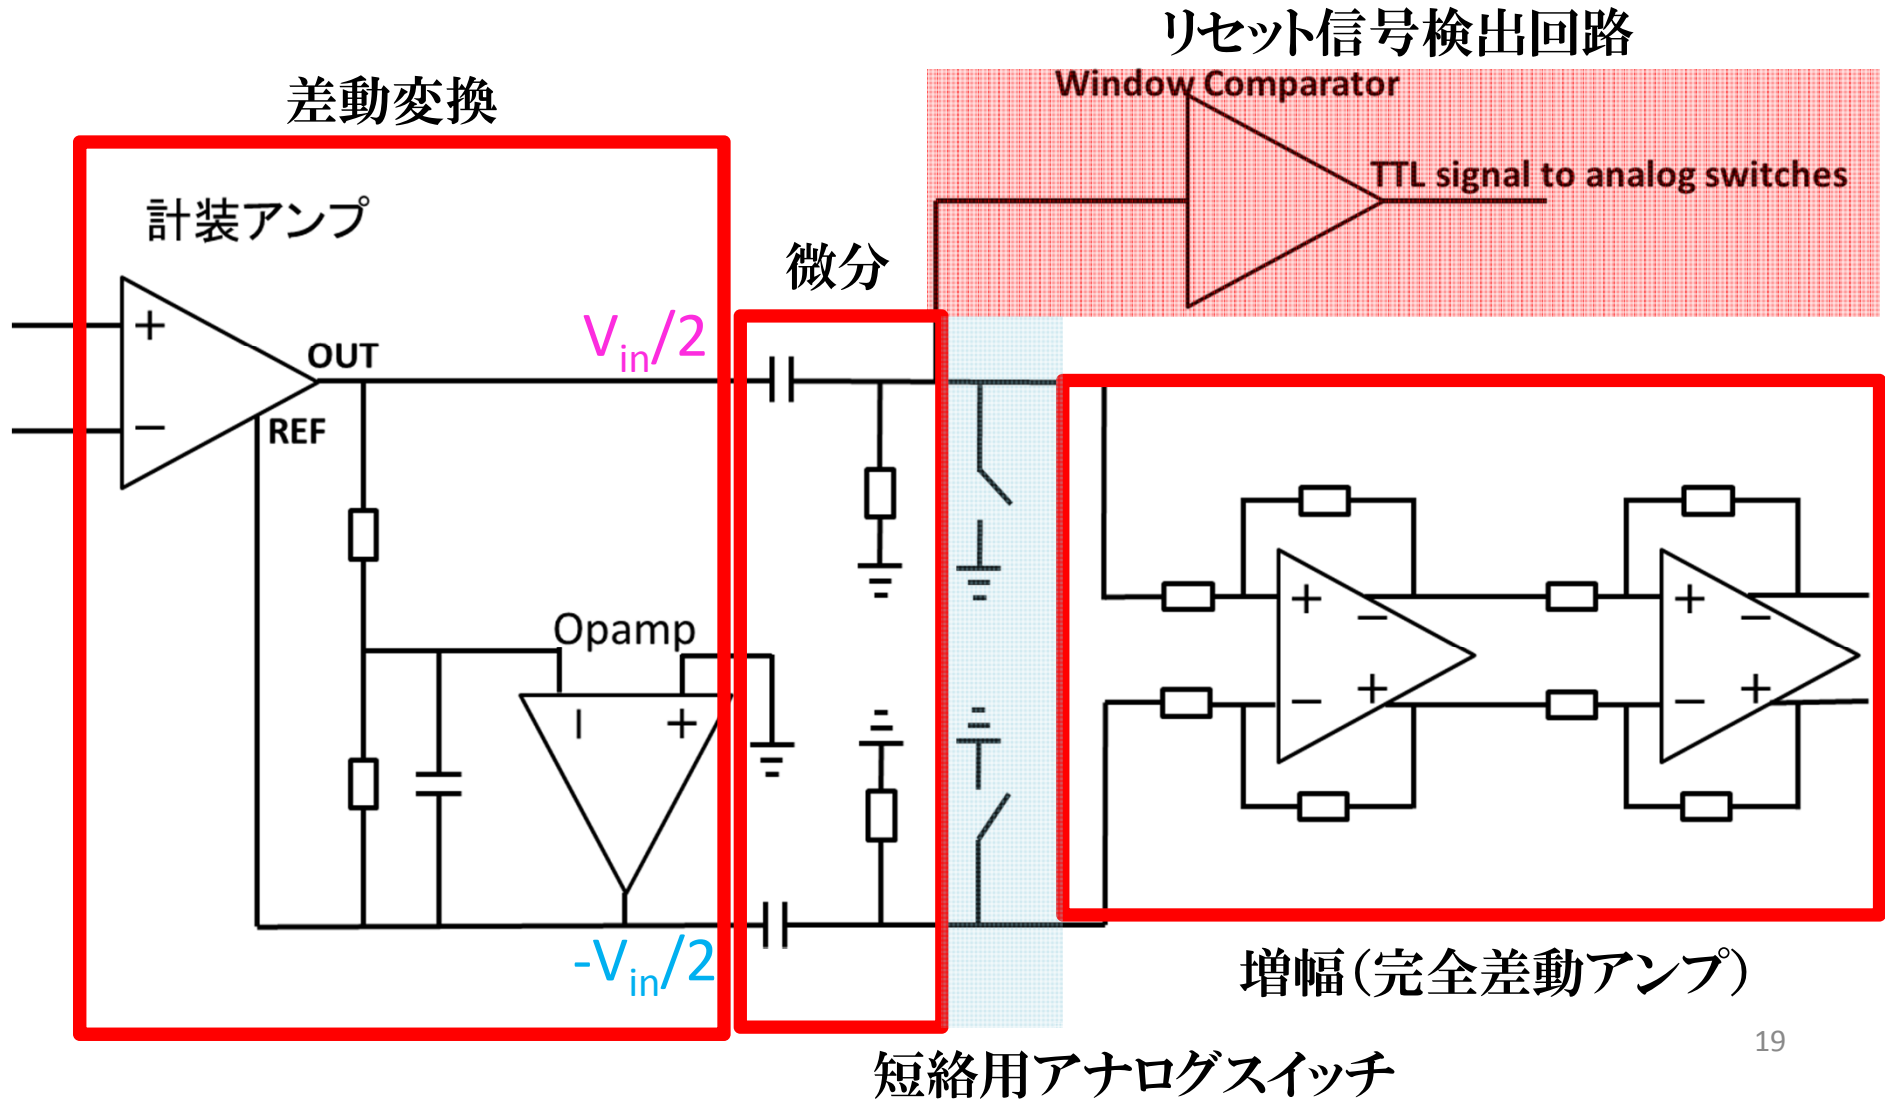 リセット信号検出回路
Window Comparator
TTL signal to analog switches
差動変換
計装アンプ
微分
V_in/2
+
−
OUT
REF
Opamp
−
+
+
−
−
+
+
−
−
+
-V_in/2
増幅(完全差動アンプ)
短絡用アナログスイッチ
19